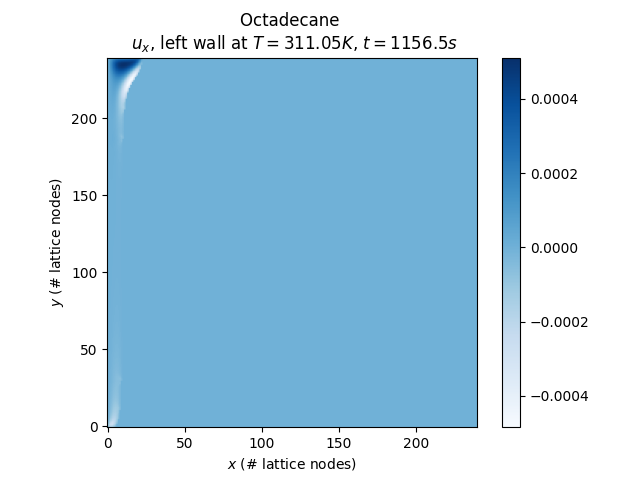 Octadecane
u_x, left wall at T = 311.05K, t = 1156.5s
y (# lattice nodes)
200
150
100
50
0
0 50 100 150 200
x (# lattice nodes)
0.0004
0.0002
0.0000
−0.0002
−0.0004